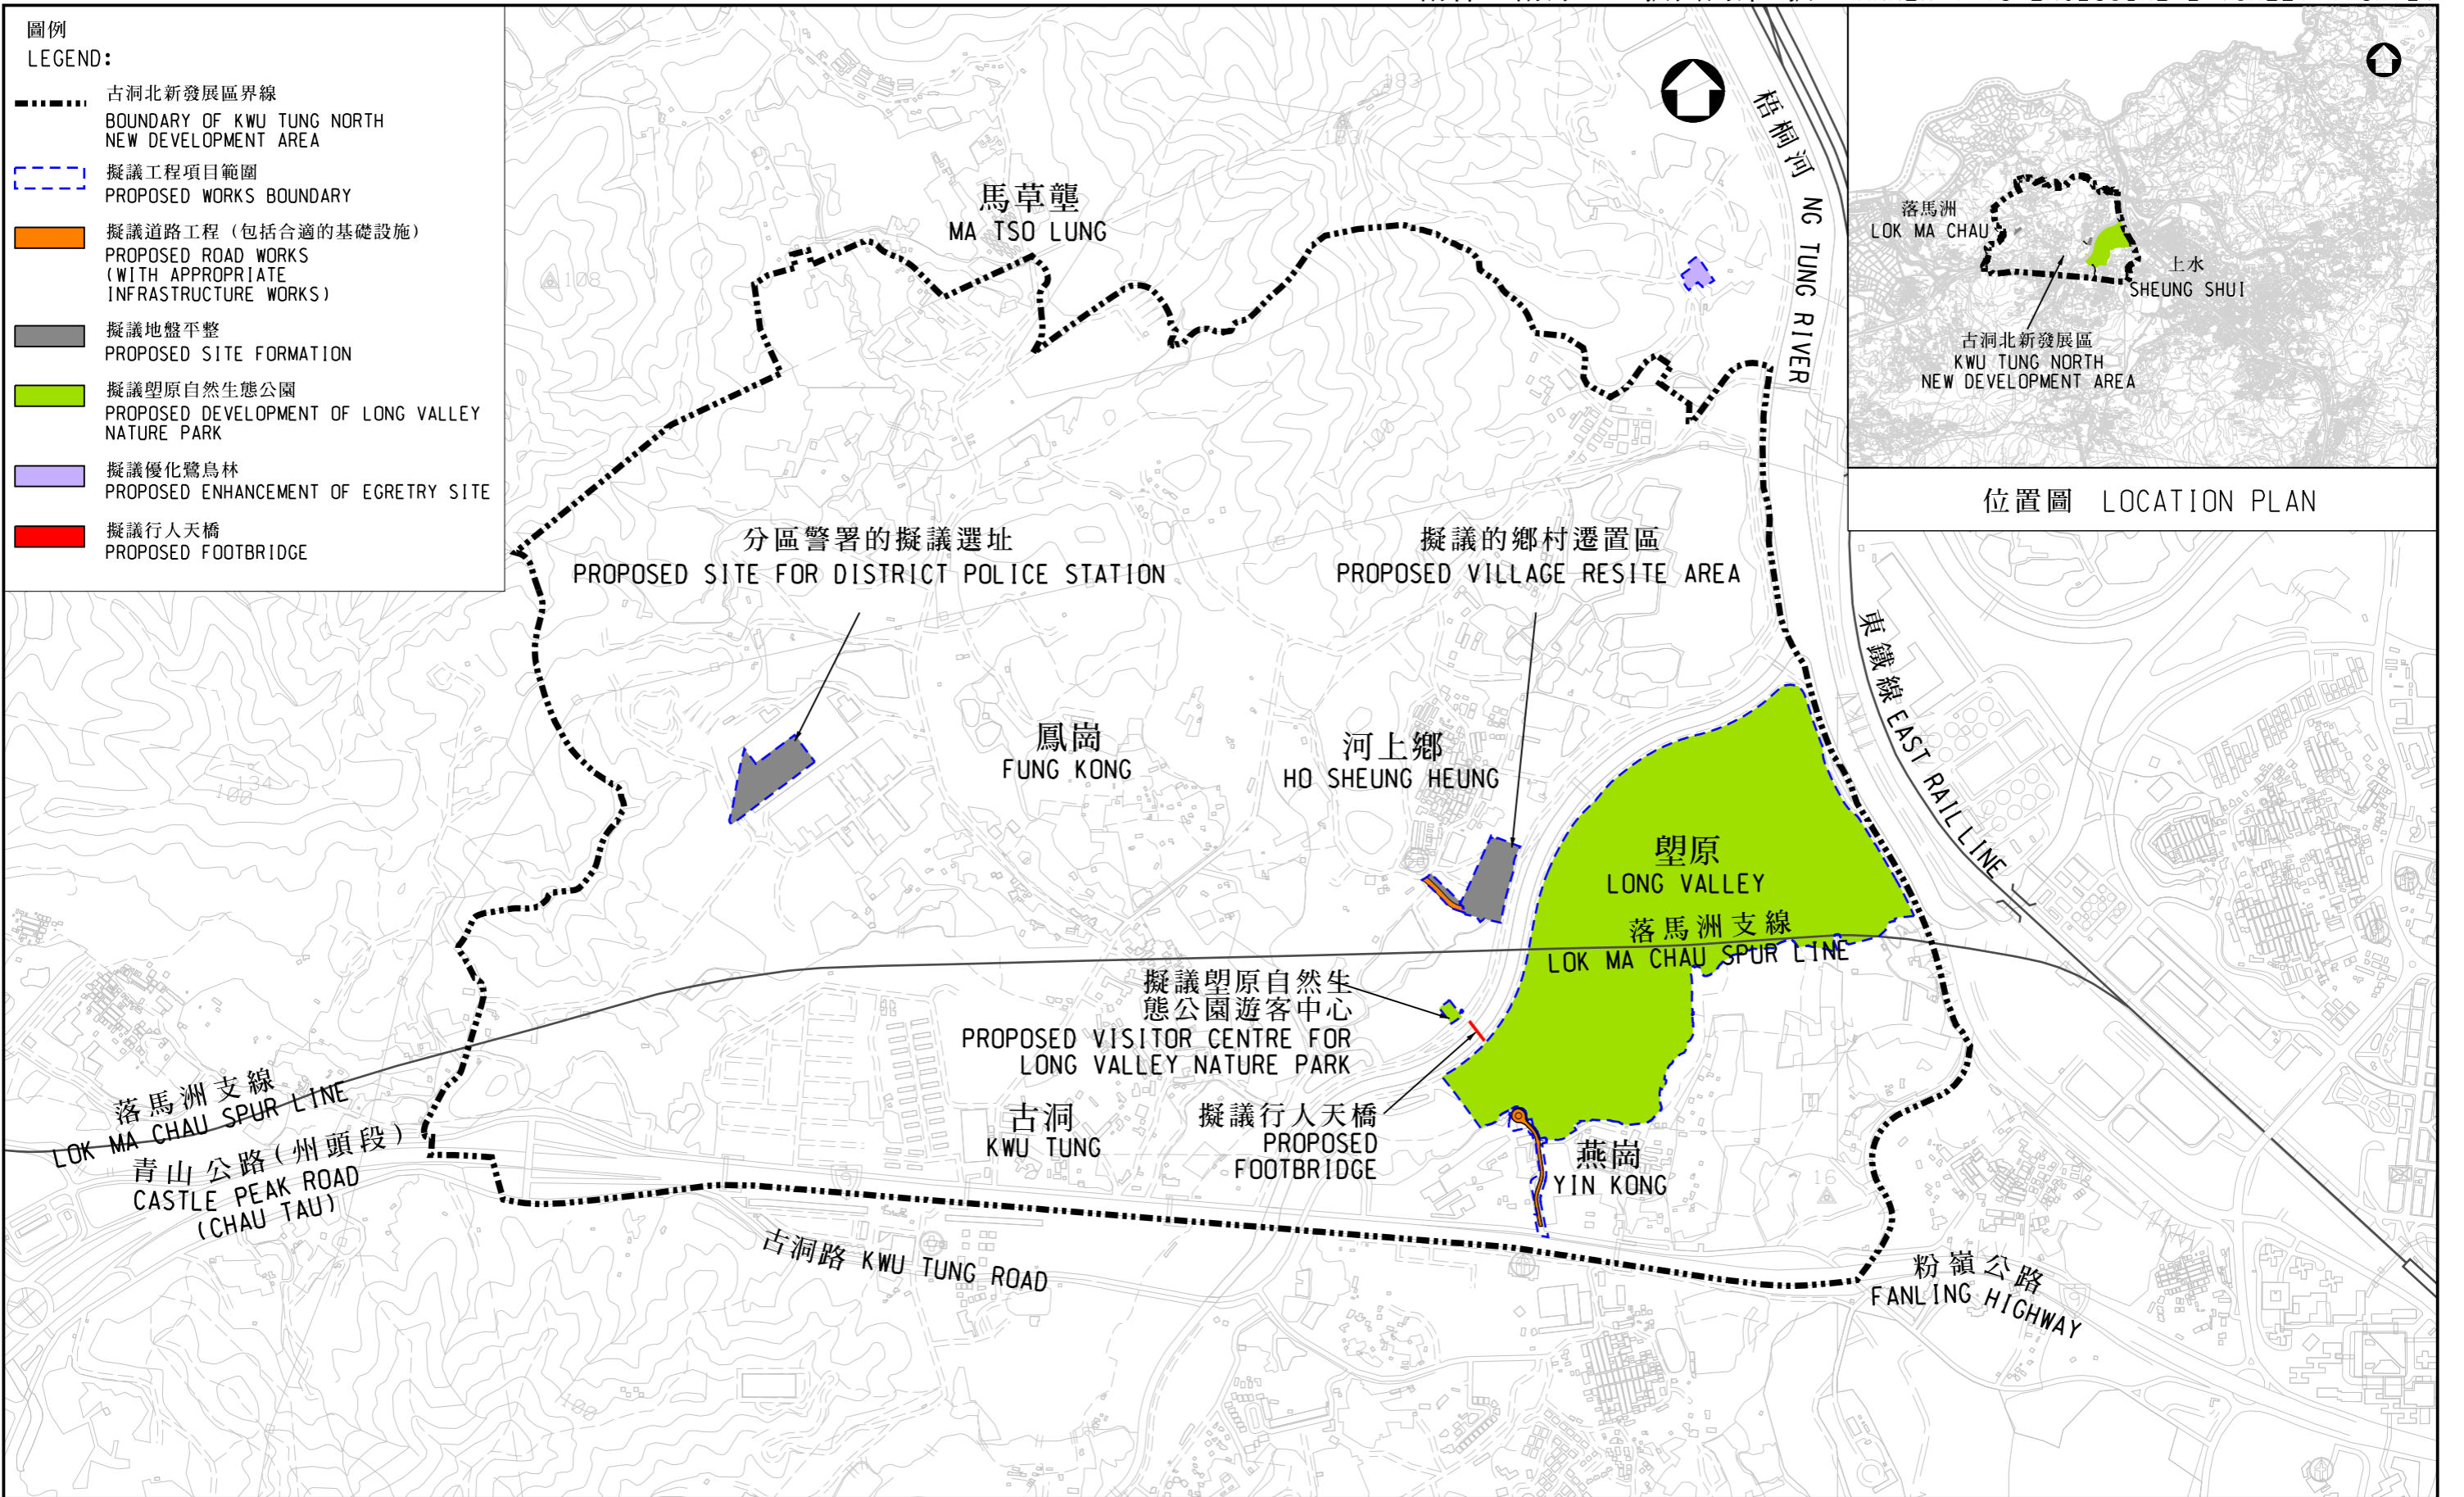 圖例
LEGEND:
古洞北新發展區界線
BOUNDARY OF KWU TUNG NORTH
NEW DEVELOPMENT AREA
擬議工程項目範圍
PROPOSED WORKS BOUNDARY
擬議道路工程（包括合適的基礎設施）
PROPOSED ROAD WORKS
(WITH APPROPRIATE
INFRASTRUCTURE WORKS)
擬議地盤平整
PROPOSED SITE FORMATION
擬議塱原自然生態公園
PROPOSED DEVELOPMENT OF LONG VALLEY
NATURE PARK
擬議優化鷺鳥林
PROPOSED ENHANCEMENT OF EGRETRY SITE
擬議行人天橋
PROPOSED FOOTBRIDGE
馬草壟
MA TSO LUNG
108
183
103
梧桐河 NG TUNG RIVER
落馬洲
LOK MA CHAU
上水
SHEUNG SHUI
古洞北新發展區
KWU TUNG NORTH
NEW DEVELOPMENT AREA
位置圖 LOCATION PLAN
分區警署的擬議選址
PROPOSED SITE FOR DISTRICT POLICE STATION
擬議的鄉村遷置區
PROPOSED VILLAGE RESITE AREA
100
東鐵線 EAST RAIL LINE
鳳崗
FUNG KONG
河上鄉
HO SHEUNG HEUNG
134
100
塱原
LONG VALLEY
落馬洲支線
LOK MA CHAU SPUR LINE
擬議塱原自然生
態公園遊客中心
PROPOSED VISITOR CENTRE FOR
LONG VALLEY NATURE PARK
落馬洲支線
LOK MA CHAU SPUR LINE
青山公路(州頭段)
CASTLE PEAK ROAD
(CHAU TAU)
古洞
KWU TUNG
擬議行人天橋
PROPOSED
FOOTBRIDGE
燕崗
YIN KONG
16
古洞路 KWU TUNG ROAD
粉嶺公路
FANLING HIGHWAY
100